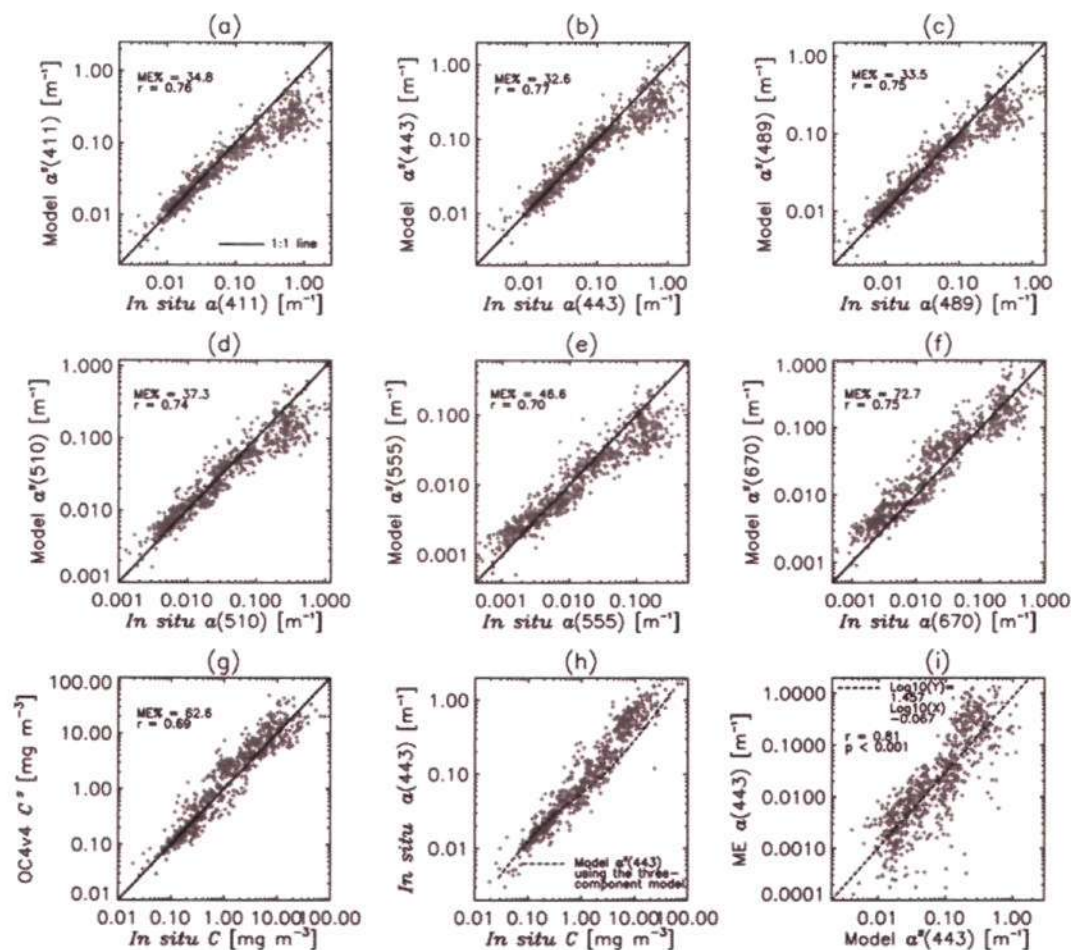 (a)
(b)
(c)
1.00
0.10
0.01
Model a*(411) [m⁻¹]
ME% = 34.8
r = 0.76
1:1 line
0.01 0.10 1.00
In situ a(411) [m⁻¹]
1.00
0.10
0.01
Model a*(443) [m⁻¹]
ME% = 32.6
r = 0.77
0.01 0.10 1.00
In situ a(443) [m⁻¹]
1.00
0.10
0.01
Model a*(489) [m⁻¹]
ME% = 33.5
r = 0.75
0.01 0.10 1.00
In situ a(489) [m⁻¹]
(d)
(e)
(f)
1.000
0.100
0.010
0.001
Model a*(510) [m⁻¹]
ME% = 37.3
r = 0.74
0.001 0.010 0.100 1.000
In situ a(510) [m⁻¹]
0.100
0.010
0.001
Model a*(555) [m⁻¹]
ME% = 46.6
r = 0.70
0.001 0.010 0.100
In situ a(555) [m⁻¹]
1.000
0.100
0.010
0.001
Model a*(670) [m⁻¹]
ME% = 72.7
r = 0.75
0.001 0.010 0.100 1.000
In situ a(670) [m⁻¹]
(g)
(h)
(i)
100.00
10.00
1.00
0.10
0.01
OC4v4 C* [mg m⁻³]
ME% = 62.6
r = 0.69
0.01 0.10 1.00 10.00 100.00
In situ C [mg m⁻³]
1.00
0.10
0.01
In situ a(443) [m⁻¹]
Model a*(443)
using the three-
component model
0.01 0.10 1.00 10.00 100.00
In situ C [mg m⁻³]
1.0000
0.1000
0.0100
0.0010
0.0001
ME a(443) [m⁻¹]
Log10(Y)=
1.457
Log10(X)
-0.067
r = 0.81
p < 0.001
0.01 0.10 1.00
Model a*(443) [m⁻¹]